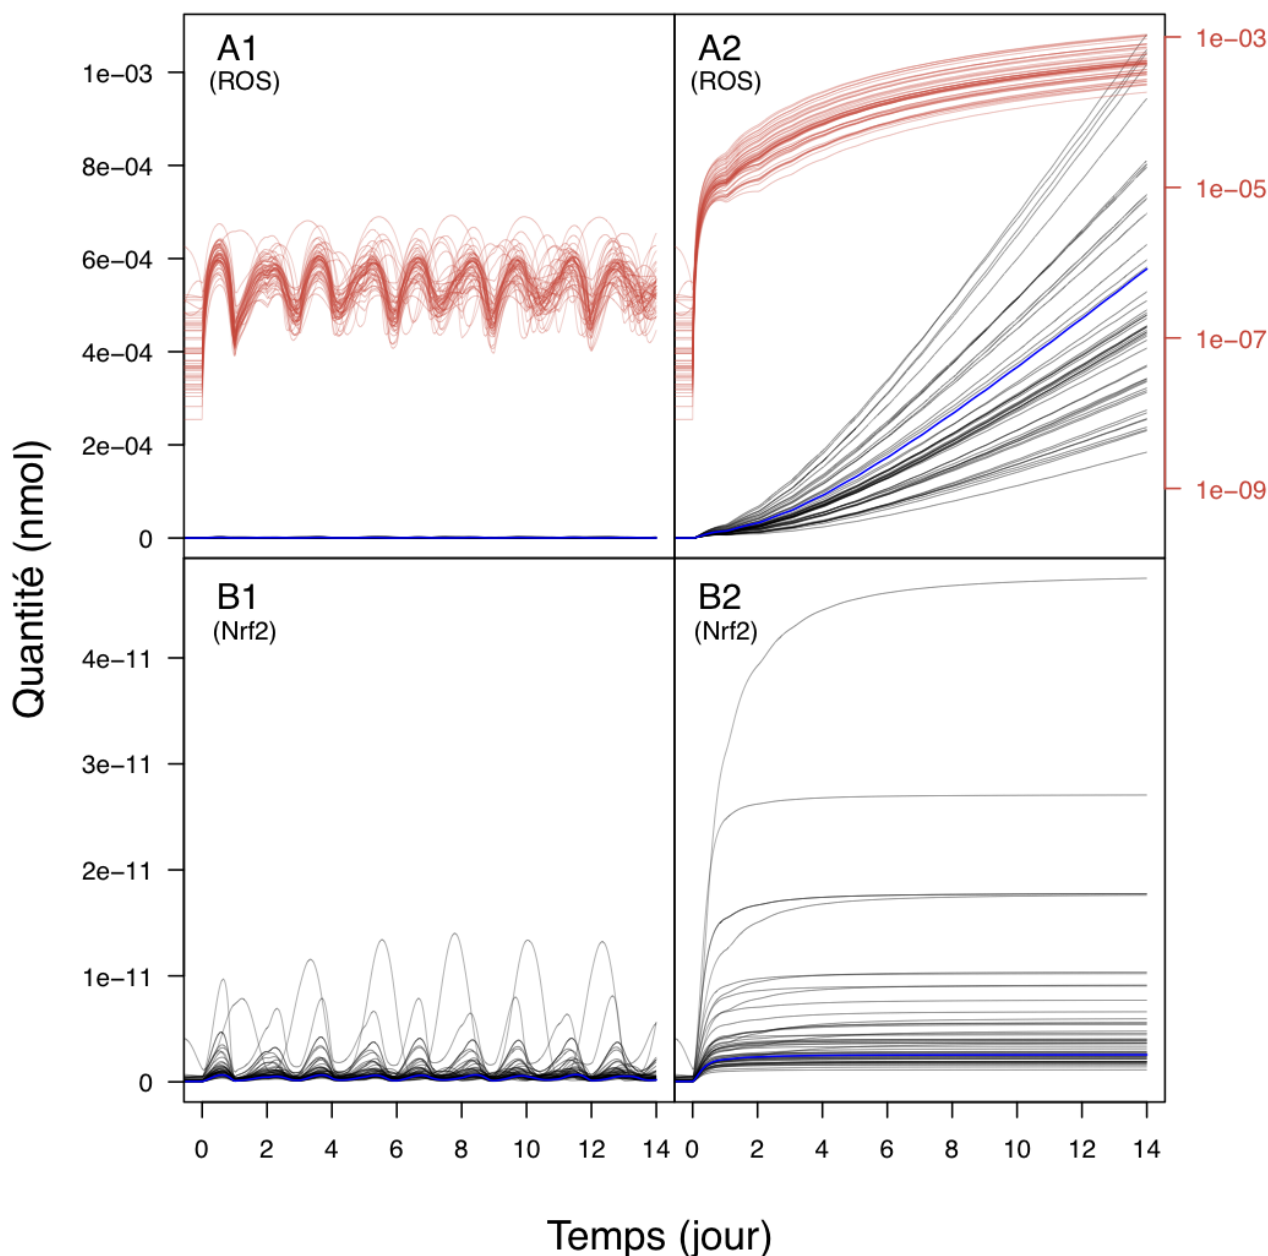 A1
(ROS)
A2
(ROS)
1e−03
8e−04
6e−04
4e−04
2e−04
0
1e−03
1e−05
1e−07
1e−09
Quantité (nmol)
B1
(Nrf2)
B2
(Nrf2)
4e−11
3e−11
2e−11
1e−11
0
0 2 4 6 8 10 12 14 0 2 4 6 8 10 12 14
Temps (jour)